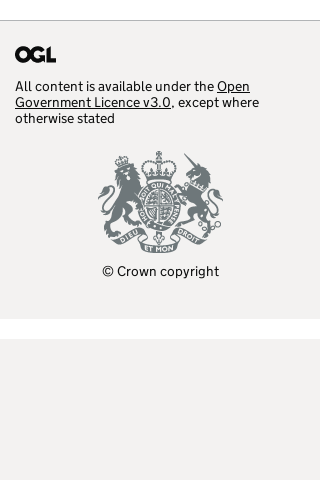 OGL
All content is available under the Open
Government Licence v3.0, except where
otherwise stated
DIEU ET MON DROIT
© Crown copyright